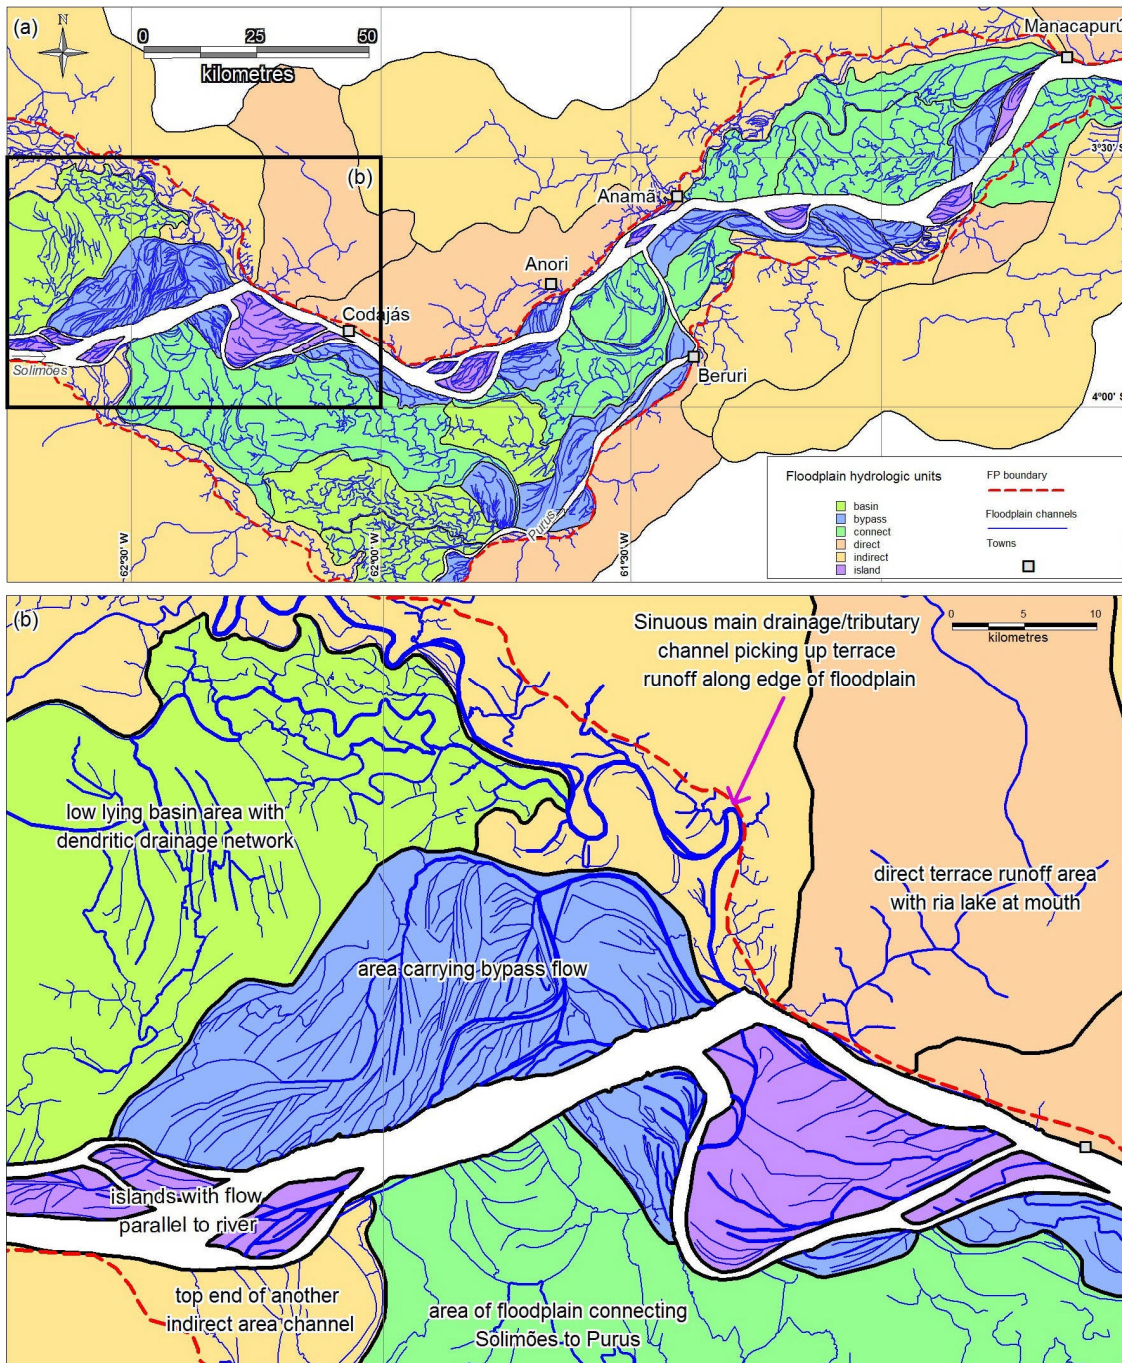 (a)
N
0 25 50
kilometres
Manacapurú
3°30' S
(b)
Anamã
Anori
Codajás
Solimões
Beruri
4°00' S
Purus
62°30' W
62°00' W
61°30' W
Floodplain hydrologic units
basin
bypass
connect
direct
indirect
island
FP boundary
Floodplain channels
Towns
(b)
0 5 10
kilometres
Sinuous main drainage/tributary
channel picking up terrace
runoff along edge of floodplain
low lying basin area with
dendritic drainage network
direct terrace runoff area
with ria lake at mouth
area carrying bypass flow
islands with flow
parallel to river
top end of another
indirect area channel
area of floodplain connecting
Solimões to Purus